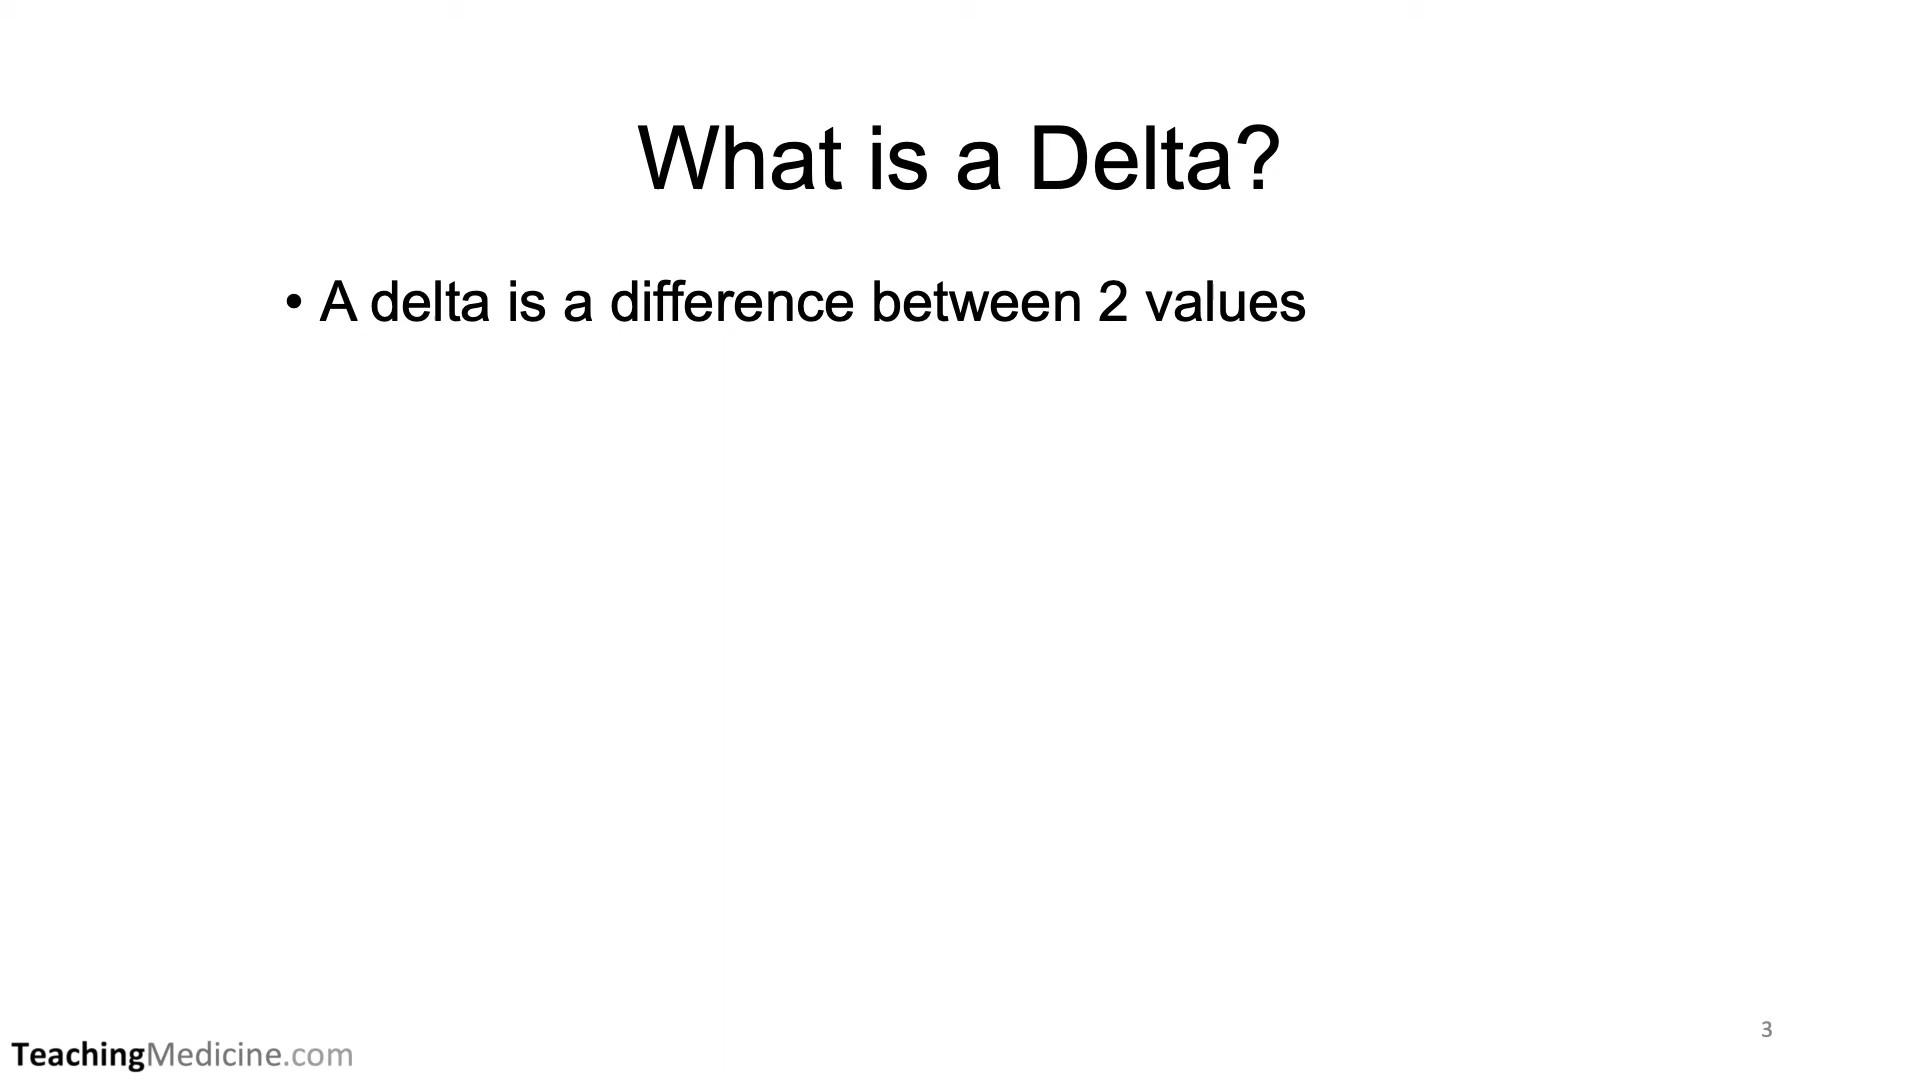 What is a Delta?
• A delta is a difference between 2 values
3
TeachingMedicine.com